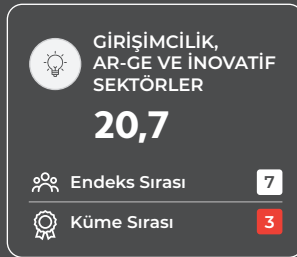 GİRİŞİMCİLİK,
AR-GE VE İNOVATİF
SEKTÖRLER
20,7
Endeks Sırası 7
Küme Sırası 3